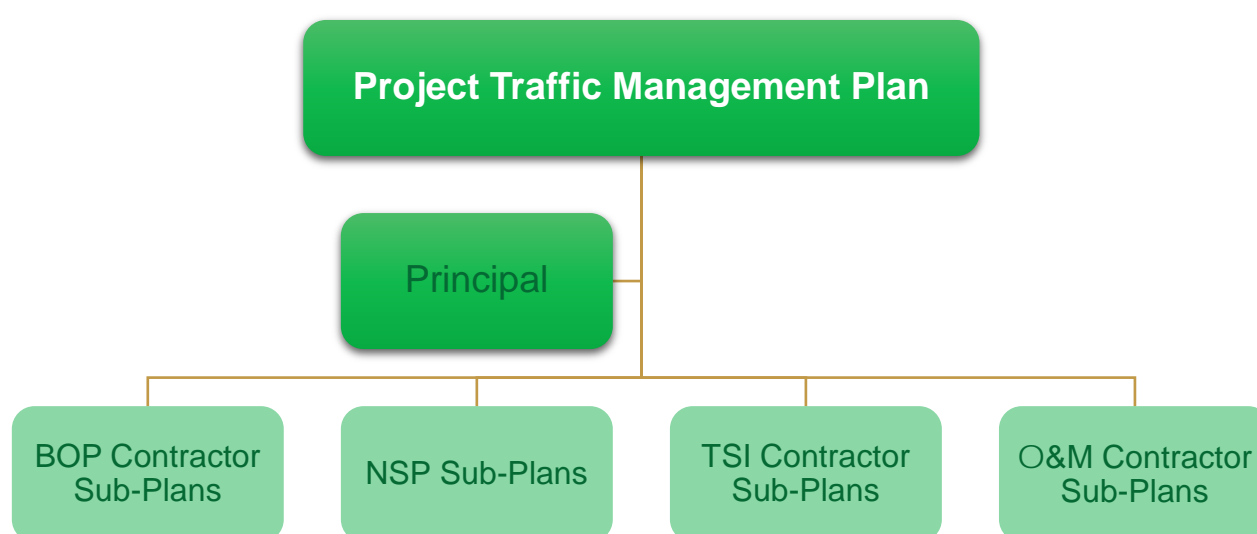 Project Traffic Management Plan
Principal
BOP Contractor
Sub-Plans
NSP Sub-Plans
TSI Contractor
Sub-Plans
O&M Contractor
Sub-Plans